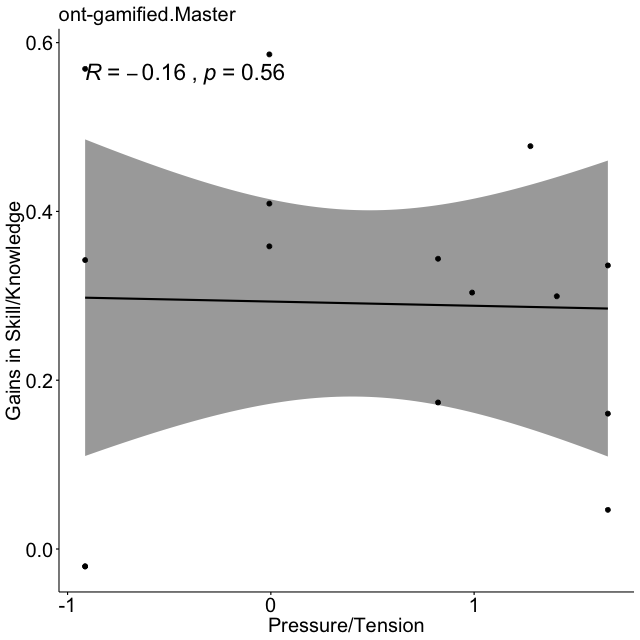 ont-gamified.Master
0.6
R = −0.16 , p = 0.56
0.4
0.2
0.0
Gains in Skill/Knowledge
-1
0
1
Pressure/Tension